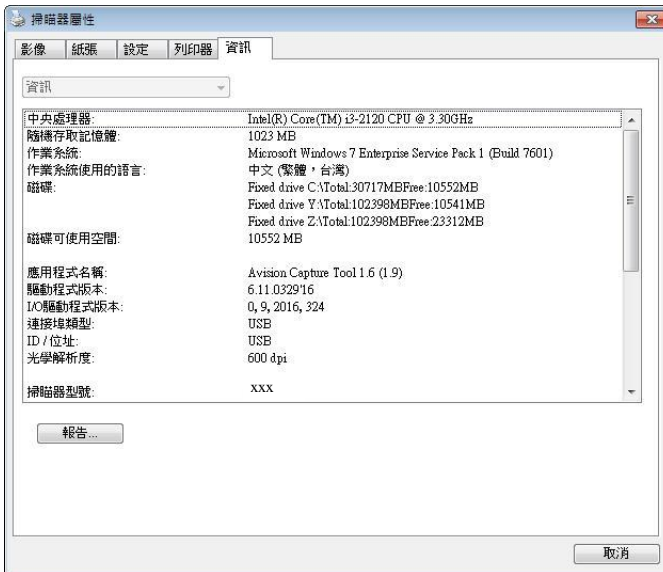 掃瞄器屬性
影像 紙張 設定 列印器 資訊
資訊
中央處理器: Intel(R) Core(TM) i3-2120 CPU @ 3.30GHz
隨機存取記憶體: 1023 MB
作業系統: Microsoft Windows 7 Enterprise Service Pack 1 (Build 7601)
作業系統使用的語言: 中文 (繁體，台灣)
磁碟: Fixed drive C:\Total:30717MBFree:10552MB
Fixed drive Y:\Total:102398MBFree:10541MB
Fixed drive Z:\Total:102398MBFree:23312MB
磁碟可使用空間: 10552 MB
應用程式名稱: Avision Capture Tool 1.6 (1.9)
驅動程式版本: 6.11.0329'16
I/O驅動程式版本: 0, 9, 2016, 324
連接埠類型: USB
ID / 位址: USB
光學解析度: 600 dpi
掃瞄器型號: XXX
報告...
取消